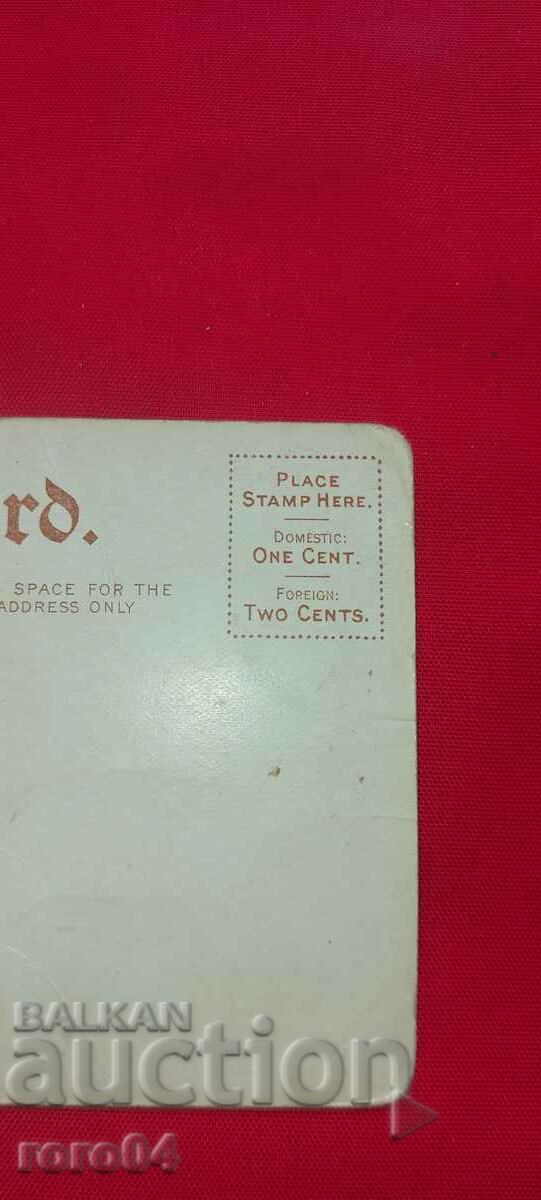 rd.
SPACE FOR THE
ADDRESS ONLY
PLACE
STAMP HERE.
DOMESTIC:
ONE CENT.
FOREIGN:
TWO CENTS.
BALKAN
auction
roro04